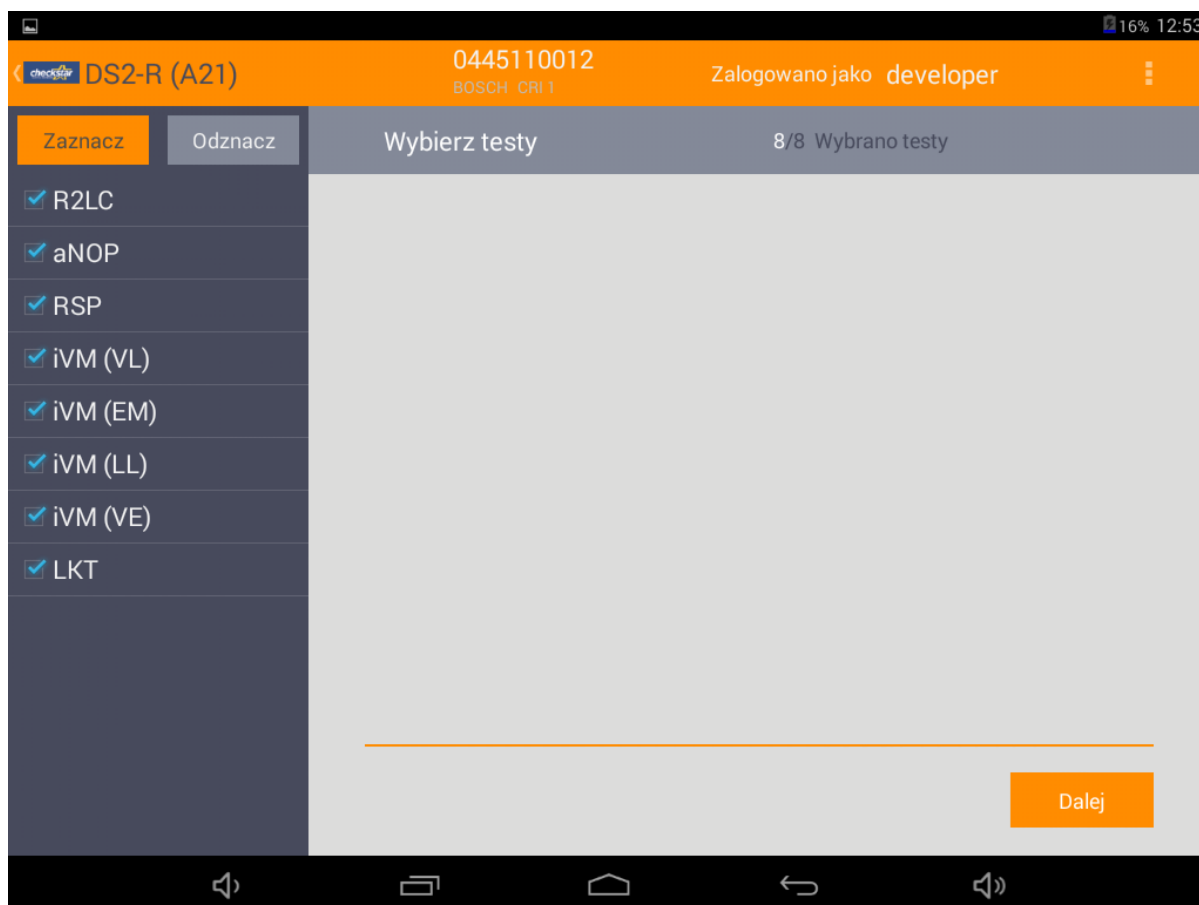 16% 12:53
checkstar DS2-R (A21)
0445110012
BOSCH CRI 1
Zalogowano jako developer
Zaznacz
Odznacz
Wybierz testy
8/8 Wybrano testy
R2LC
aNOP
RSP
iVM (VL)
iVM (EM)
iVM (LL)
iVM (VE)
LKT
Dalej